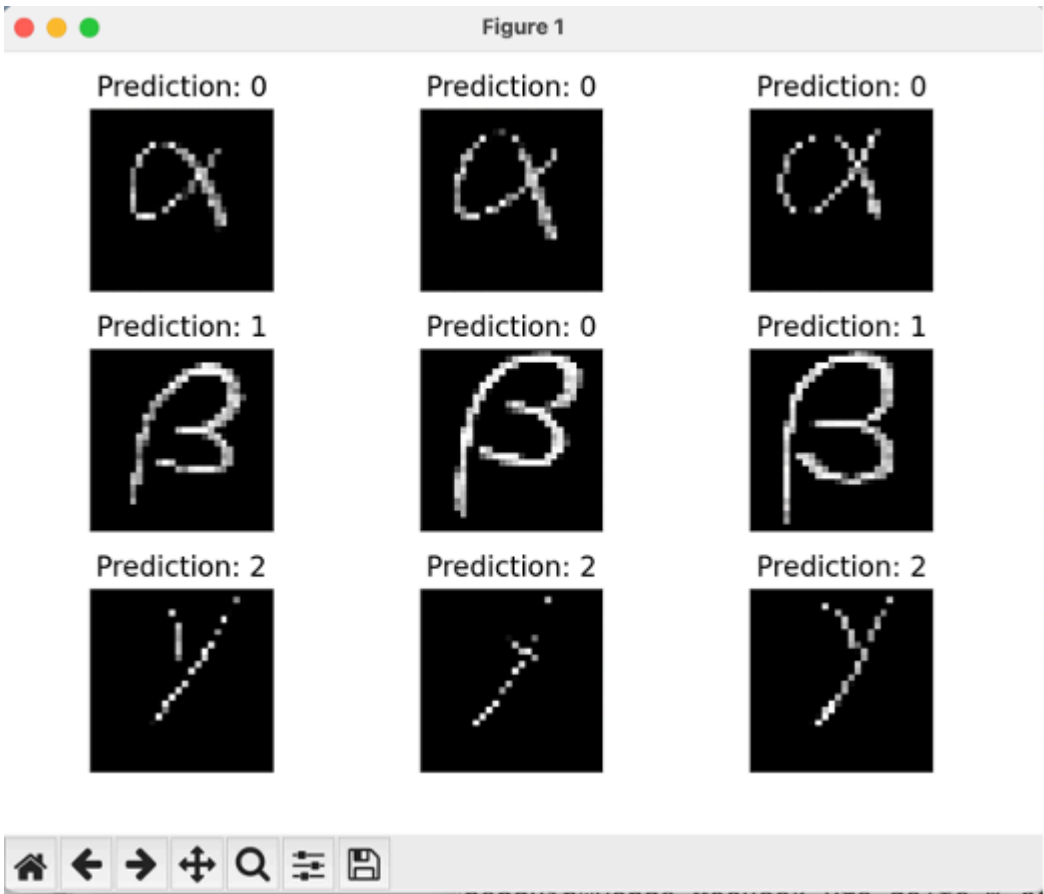 Figure 1
Prediction: 0 Prediction: 0 Prediction: 0
α α α
Prediction: 1 Prediction: 0 Prediction: 1
β β β
Prediction: 2 Prediction: 2 Prediction: 2
γ γ γ